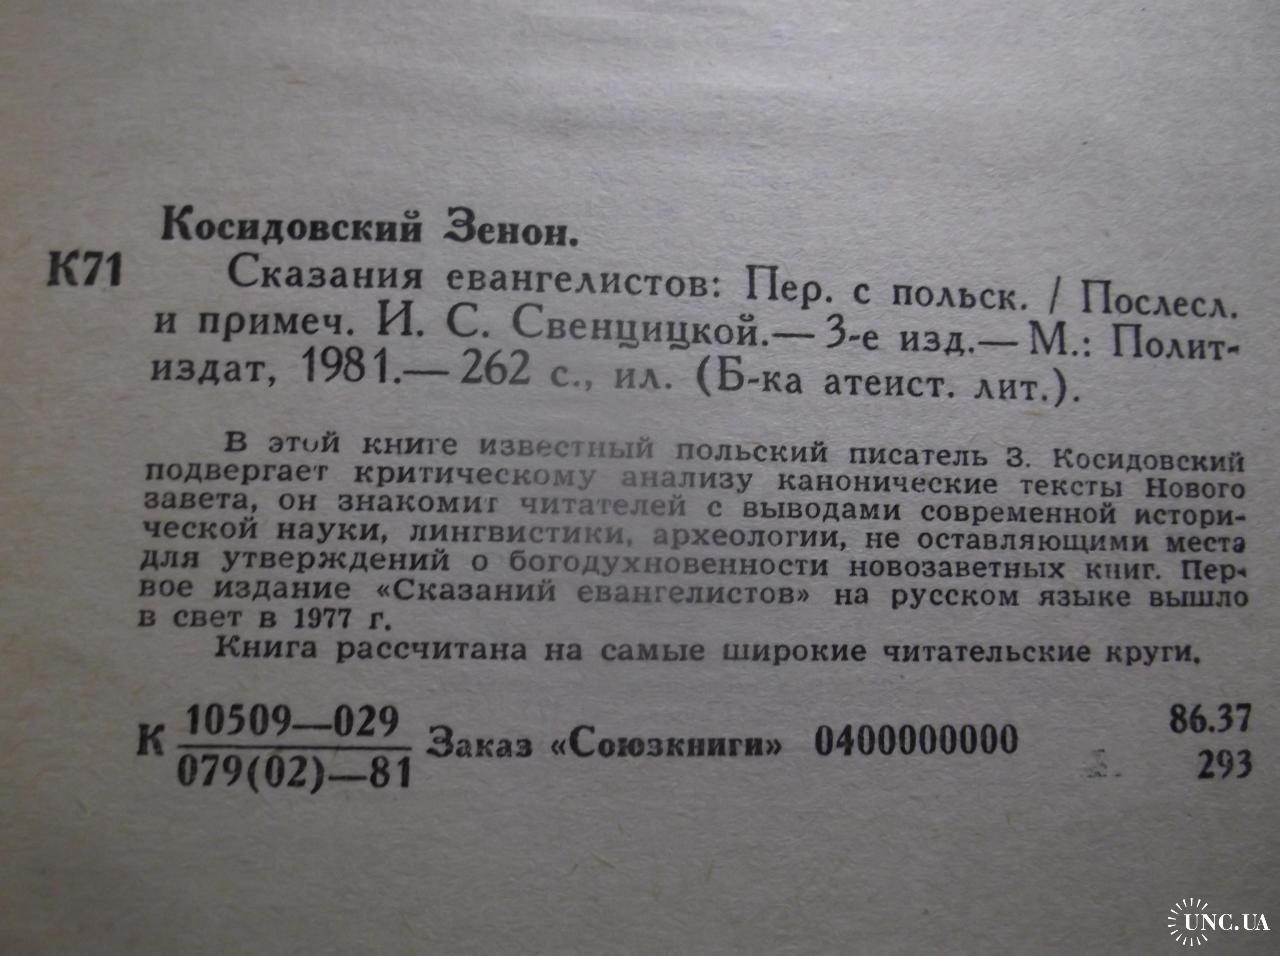 Косидовский Зенон.
К71 Сказания евангелистов: Пер. с польск. / Послесл.
и примеч. И. С. Свенцицкой.— 3-е изд.— М.: Полит-
издат, 1981.— 262 с., ил. (Б-ка атеист. лит.).
В этой книге известный польский писатель З. Косидовский
подвергает критическому анализу канонические тексты Нового
завета, он знакомит читателей с выводами современной истори-
ческой науки, лингвистики, археологии, не оставляющими места
для утверждений о богодухновенности новозаветных книг. Пер-
вое издание «Сказаний евангелистов» на русском языке вышло
в свет в 1977 г.
Книга рассчитана на самые широкие читательские круги.
К 10509—029
079(02)—81
Заказ «Союзкниги» 0400000000
86.37
293
UNC.UA